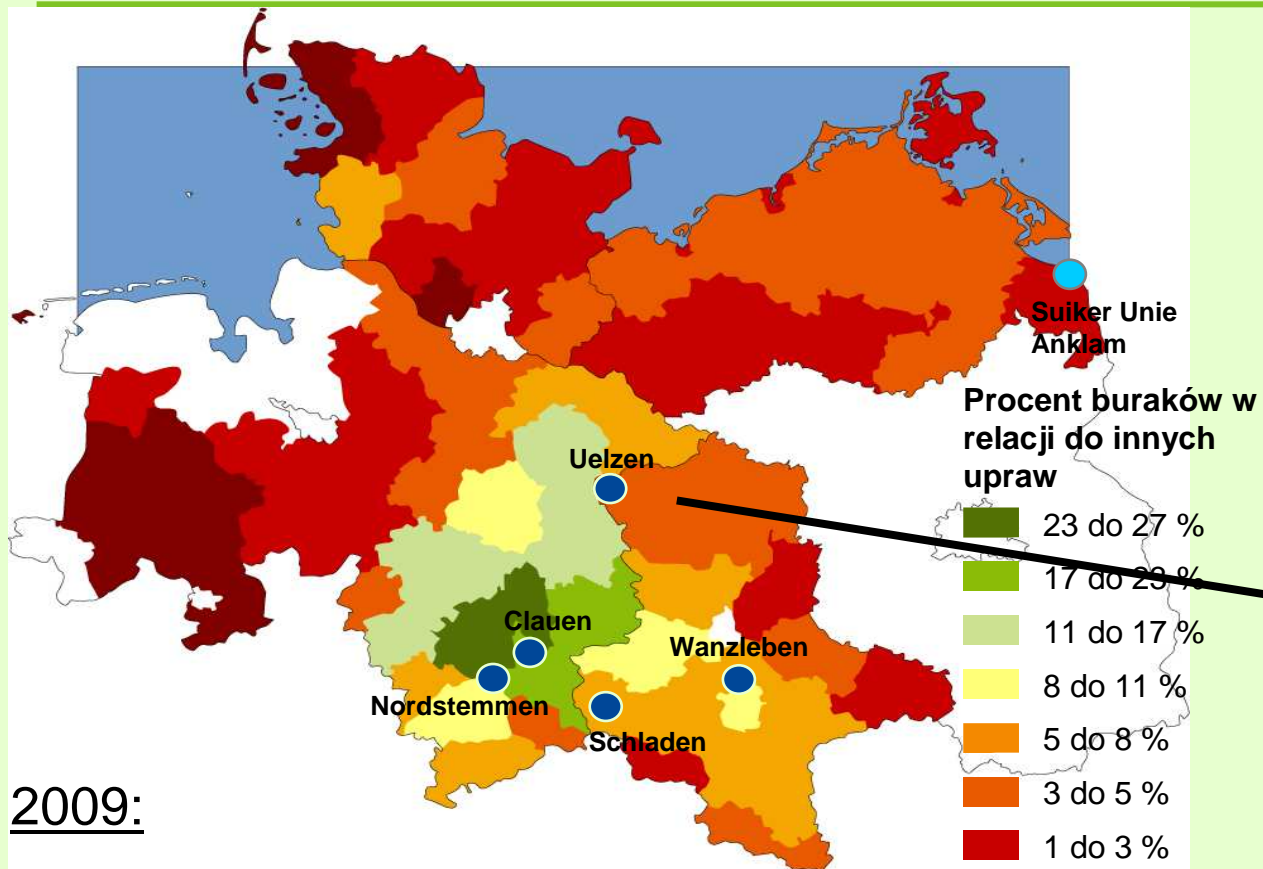 Suiker Unie
Anklam
Procent buraków w
relacji do innych
upraw
Uelzen
23 do 27 %
17 do 23 %
Clauen
11 do 17 %
Wanzleben
8 do 11 %
Nordstemmen
Schladen
5 do 8 %
3 do 5 %
2009:
1 do 3 %